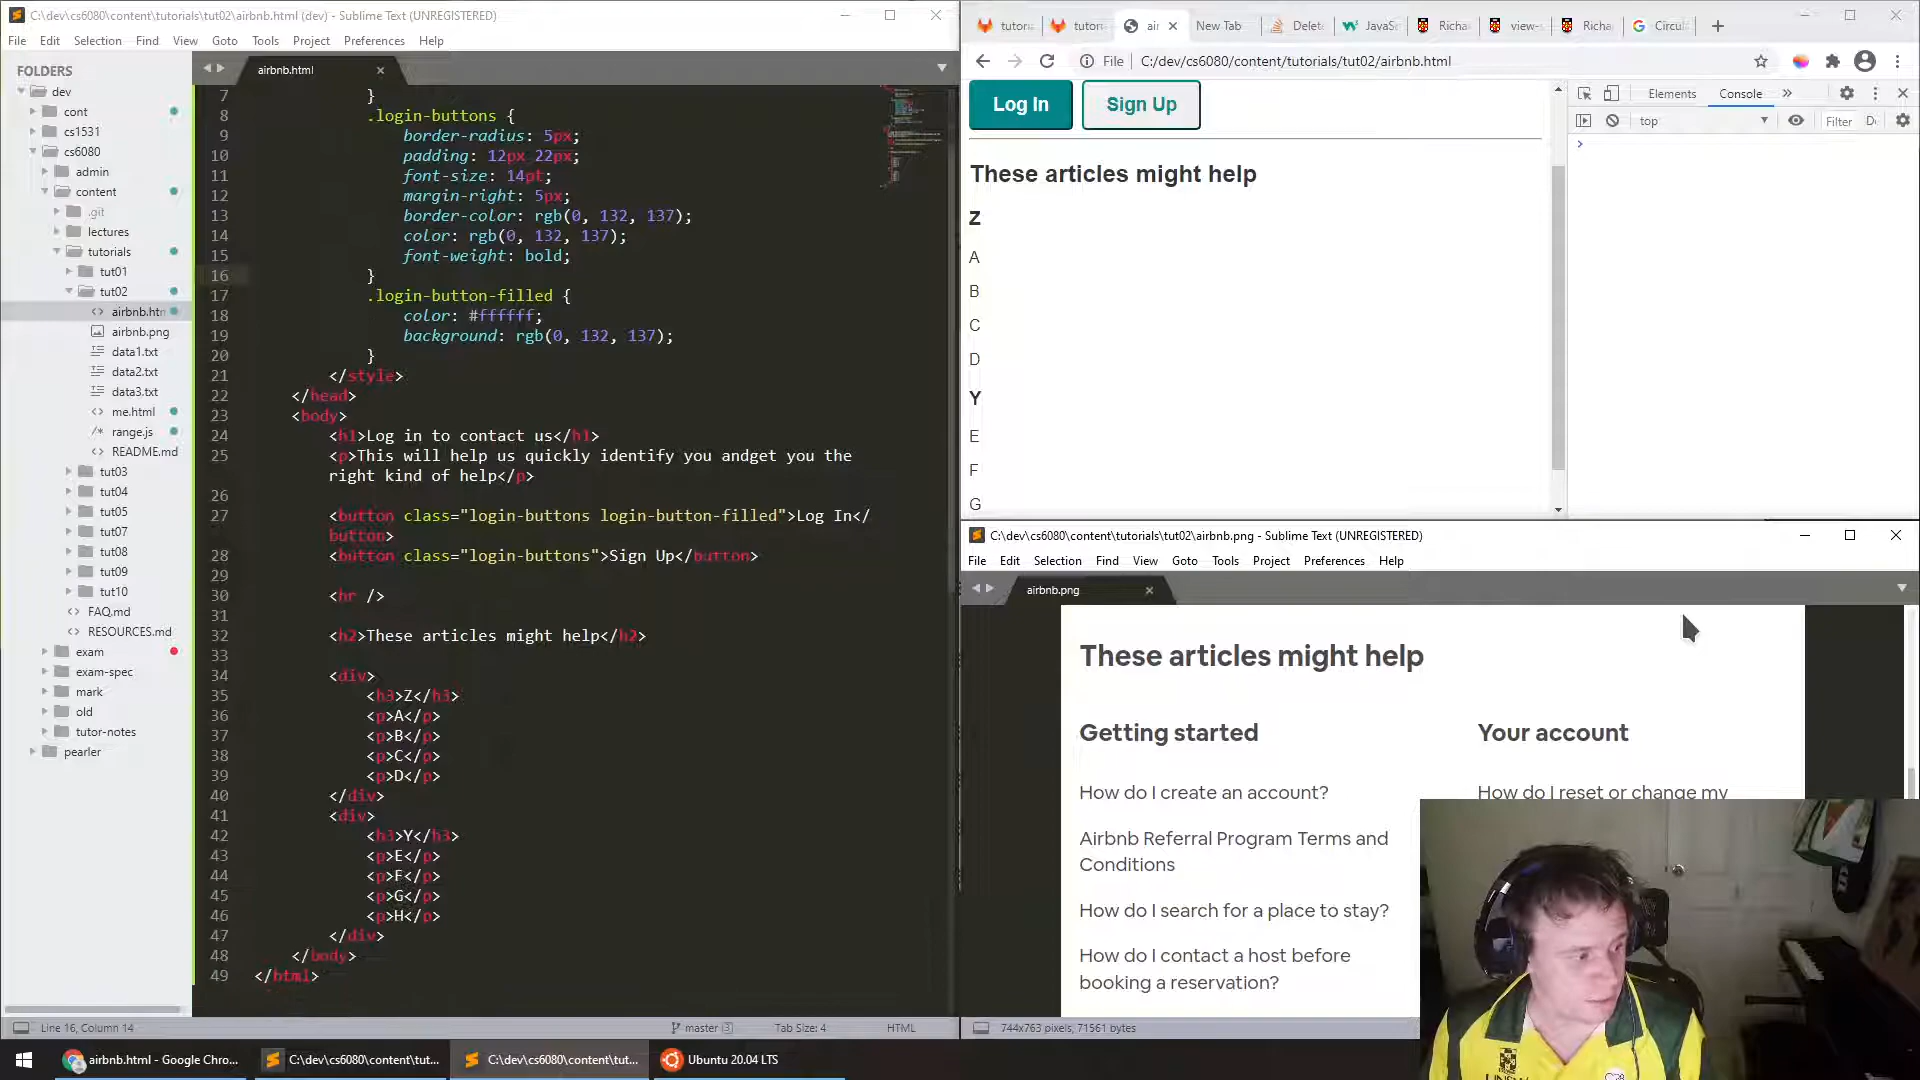 C:\dev\cs6080\content\tutorials\tut02\airbnb.html (dev) - Sublime Text (UNREGISTERED)
File Edit Selection Find View Goto Tools Project Preferences Help
FOLDERS
dev
cont
cs1531
cs6080
admin
content
.git
lectures
tutorials
tut01
tut02
airbnb.htm
airbnb.png
data1.txt
data2.txt
data3.txt
me.html
range.js
README.md
tut03
tut04
tut05
tut07
tut08
tut09
tut10
FAQ.md
RESOURCES.md
exam
exam-spec
mark
old
tutor-notes
pearler
airbnb.html
7 }
8 .login-buttons {
9 border-radius: 5px;
10 padding: 12px 22px;
11 font-size: 14pt;
12 margin-right: 5px;
13 border-color: rgb(0, 132, 137);
14 color: rgb(0, 132, 137);
15 font-weight: bold;
16 }
17 .login-button-filled {
18 color: #ffffff;
19 background: rgb(0, 132, 137);
20 }
21 </style>
22 </head>
23 <body>
24 <h1>Log in to contact us</h1>
25 <p>This will help us quickly identify you andget you the
right kind of help</p>
26
27 <button class="login-buttons login-button-filled">Log In</
button>
28 <button class="login-buttons">Sign Up</button>
29
30 <hr />
31
32 <h2>These articles might help</h2>
33
34 <div>
35 <h3>Z</h3>
36 <p>A</p>
37 <p>B</p>
38 <p>C</p>
39 <p>D</p>
40 </div>
41 <div>
42 <h3>Y</h3>
43 <p>E</p>
44 <p>F</p>
45 <p>G</p>
46 <p>H</p>
47 </div>
48 </body>
49 </html>
Line 16, Column 14 master 3 Tab Size: 4 HTML
tutori tutori air New Tab Delete JavaSc Richa view- Richa Circul
File C:/dev/cs6080/content/tutorials/tut02/airbnb.html
Log In Sign Up
These articles might help
Z
A
B
C
D
Y
E
F
G
Elements Console
top Filter
C:\dev\cs6080\content\tutorials\tut02\airbnb.png - Sublime Text (UNREGISTERED)
File Edit Selection Find View Goto Tools Project Preferences Help
airbnb.png
These articles might help
Getting started Your account
How do I create an account? How do I reset or change my
Airbnb Referral Program Terms and
Conditions
How do I search for a place to stay?
How do I contact a host before
booking a reservation?
744x763 pixels, 71561 bytes
airbnb.html - Google Chro... C:\dev\cs6080\content\tut... C:\dev\cs6080\content\tut... Ubuntu 20.04 LTS